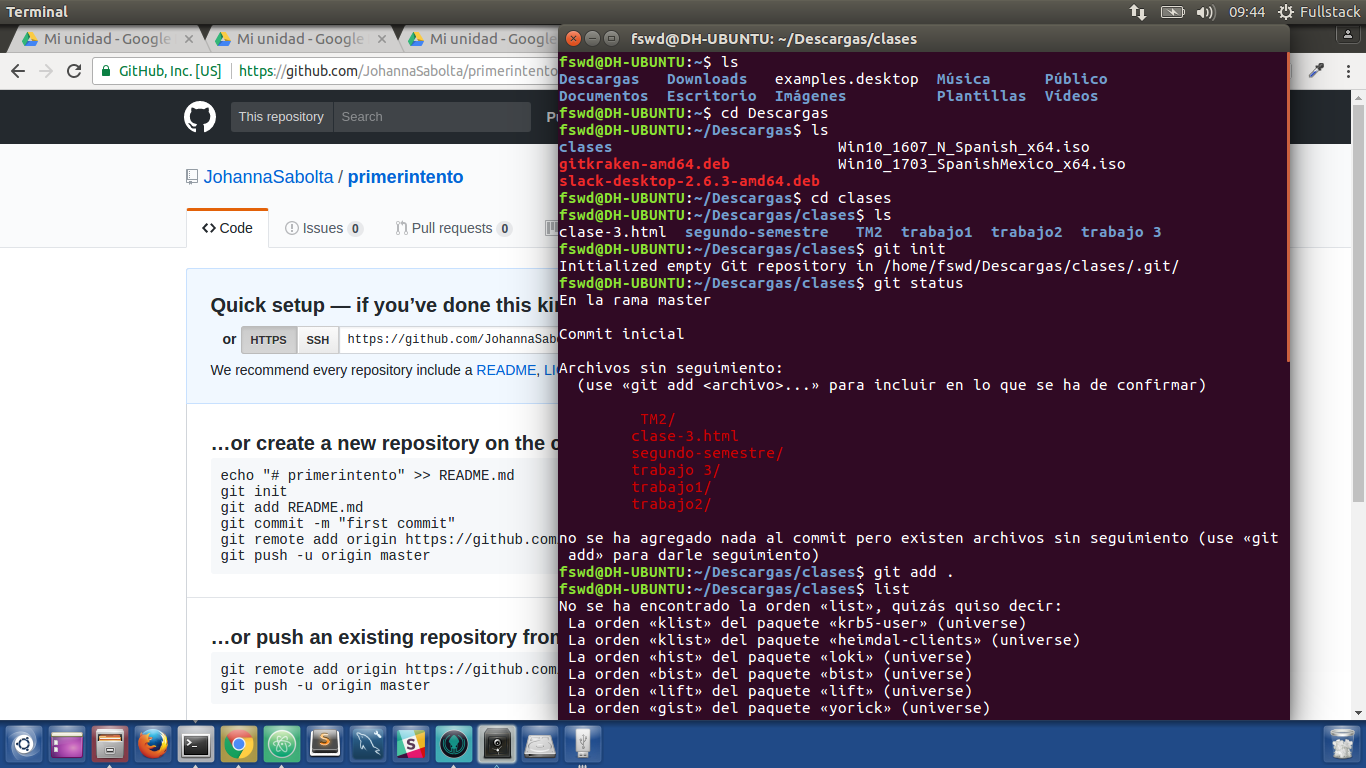 Terminal
09:44
Fullstack
Mi unidad - Google
Mi unidad - Google
Mi unidad - Google
GitHub, Inc. [US]
https://github.com/JohannaSabolta/primerintento
This repository
Search
JohannaSabolta / primerintento
Code
Issues 0
Pull requests 0
Quick setup — if you’ve done this
or HTTPS SSH
We recommend every repository include a README,
…or create a new repository on the
echo "# primerintento" >> README.md
git init
git add README.md
git commit -m "first commit"
git remote add origin https://github.com
git push -u origin master
…or push an existing repository
git remote add origin https://github.com
git push -u origin master
fswd@DH-UBUNTU: ~/Descargas/clases
fswd@DH-UBUNTU:~$ ls
Descargas Downloads examples.desktop Música Público
Documentos Escritorio Imágenes Plantillas Vídeos
fswd@DH-UBUNTU:~$ cd Descargas
fswd@DH-UBUNTU:~/Descargas$ ls
clases Win10_1607_N_Spanish_x64.iso
gitkraken-amd64.deb Win10_1703_SpanishMexico_x64.iso
slack-desktop-2.6.3-amd64.deb
fswd@DH-UBUNTU:~/Descargas$ cd clases
fswd@DH-UBUNTU:~/Descargas/clases$ ls
clase-3.html segundo-semestre TM2 trabajo1 trabajo2 trabajo 3
fswd@DH-UBUNTU:~/Descargas/clases$ git init
Initialized empty Git repository in /home/fswd/Descargas/clases/.git/
fswd@DH-UBUNTU:~/Descargas/clases$ git status
En la rama master
Commit inicial
Archivos sin seguimiento:
(use «git add <archivo>...» para incluir en lo que se ha de confirmar)
TM2/
clase-3.html
segundo-semestre/
trabajo 3/
trabajo1/
trabajo2/
no se ha agregado nada al commit pero existen archivos sin seguimiento (use «git
add» para darle seguimiento)
fswd@DH-UBUNTU:~/Descargas/clases$ git add .
fswd@DH-UBUNTU:~/Descargas/clases$ list
No se ha encontrado la orden «list», quizás quiso decir:
La orden «klist» del paquete «krb5-user» (universe)
La orden «klist» del paquete «heimdal-clients» (universe)
La orden «hist» del paquete «loki» (universe)
La orden «bist» del paquete «bist» (universe)
La orden «lift» del paquete «lift» (universe)
La orden «gist» del paquete «yorick» (universe)